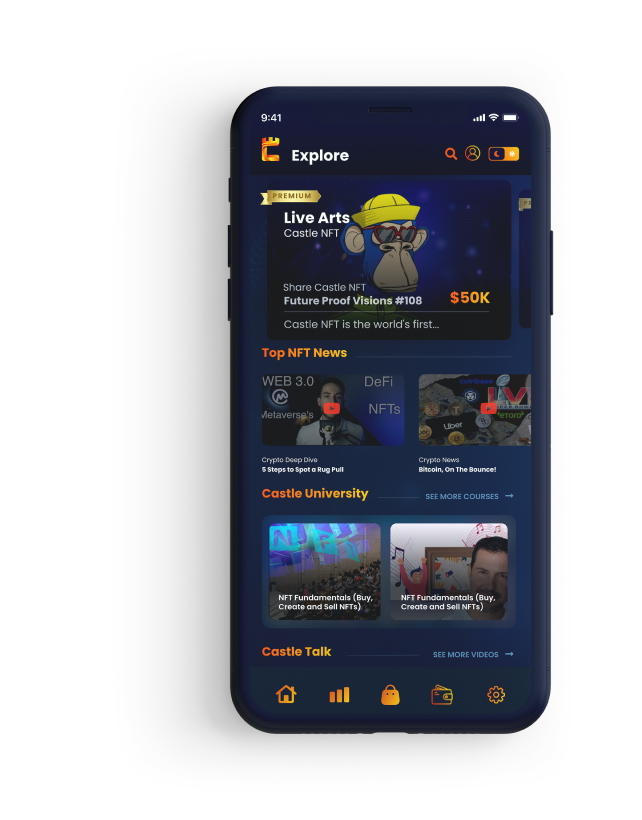 9:41
Explore
PREMIUM
Live Arts
Castle NFT
Share Castle NFT
Future Proof Visions #108
$50K
Castle NFT is the world's first...
Top NFT News
WEB 3.0
DeFi
Metaverse's
NFTs
Uber
Crypto Deep Dive
5 Steps to Spot a Rug Pull
Crypto News
Bitcoin, On The Bounce!
Castle University
SEE MORE COURSES
NFT Fundamentals (Buy,
Create and Sell NFTs)
NFT Fundamentals (Buy,
Create and Sell NFTs)
Castle Talk
SEE MORE VIDEOS